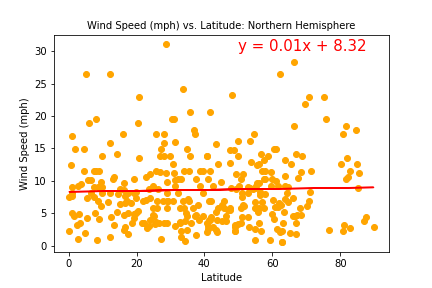 Wind Speed (mph) vs. Latitude: Northern Hemisphere
y = 0.01x + 8.32
Wind Speed (mph)
30
25
20
15
10
5
0
0 20 40 60 80
Latitude